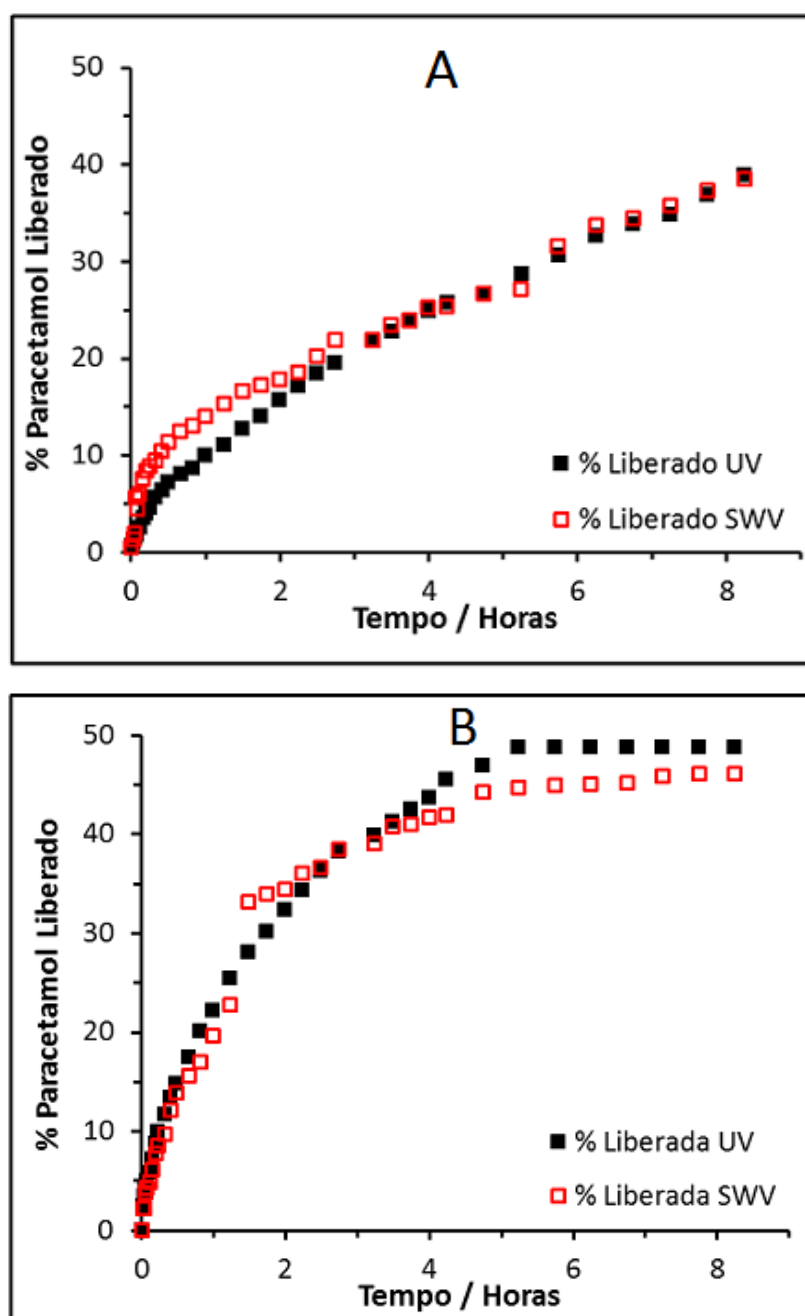 A
50
40
30
20
10
0
% Paracetamol Liberado
% Liberado UV
% Liberado SWV
0 2 4 6 8
Tempo / Horas
B
50
40
30
20
10
0
% Paracetamol Liberado
% Liberada UV
% Liberada SWV
0 2 4 6 8
Tempo / Horas